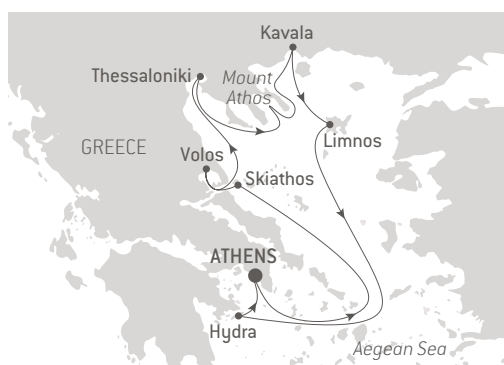 Kavala
Thessaloniki
Mount
Athos
GREECE
Limnos
Volos
Skiathos
ATHENS
Hydra
Aegean Sea